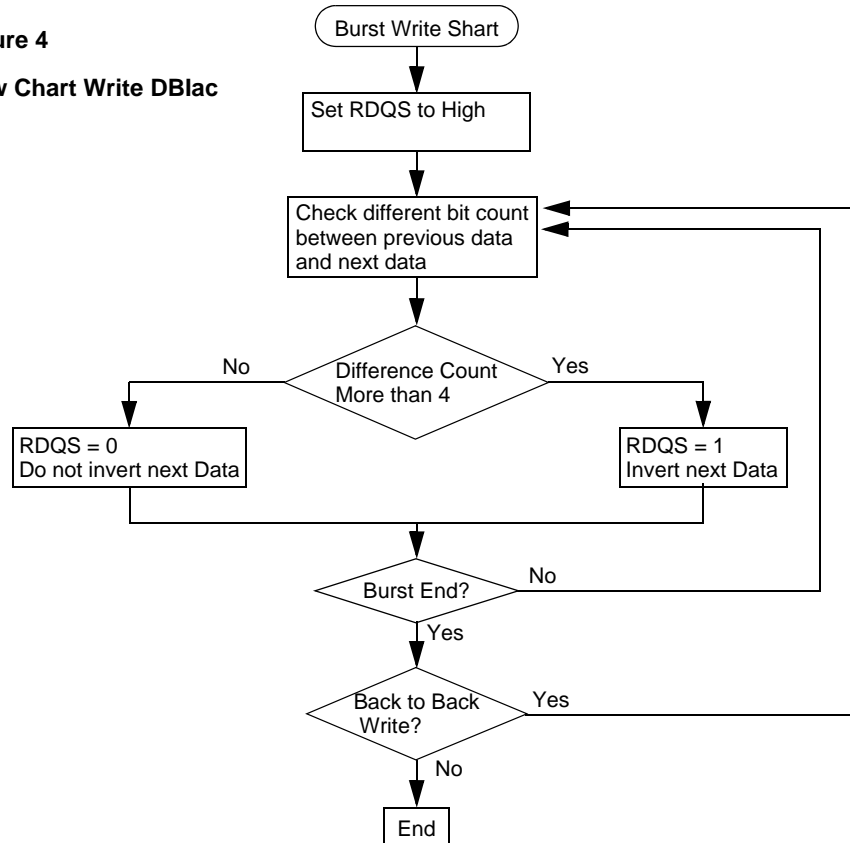 ure 4
Chart Write DBIac
Burst Write Shart
Set RDQS to High
Check different bit count
between previous data
and next data
Difference Count
More than 4
No
Yes
RDQS = 0
Do not invert next Data
RDQS = 1
Invert next Data
Burst End?
No
Yes
Back to Back
Write?
Yes
No
End